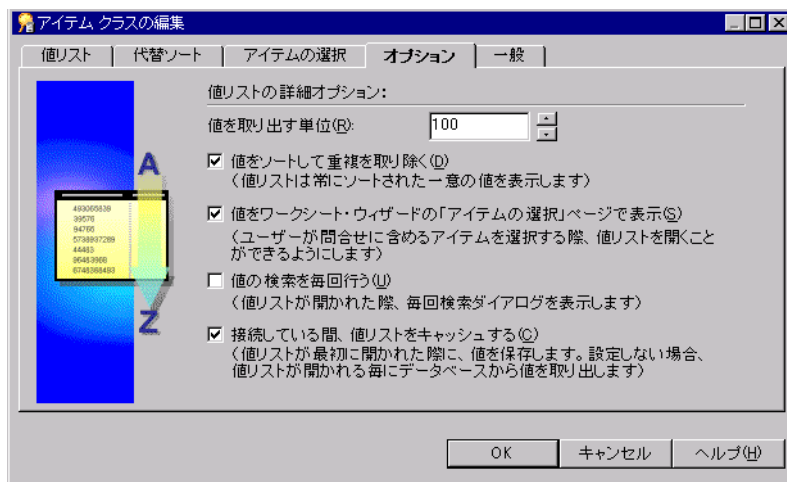 アイテム クラスの編集
値リスト 代替ソート アイテムの選択 オプション 一般
値リストの詳細オプション:
値を取り出す単位(R): 100
値をソートして重複を取り除く(D)
(値リストは常にソートされた一意の値を表示します)
値をワークシート・ウィザードの「アイテムの選択」ページで表示(S)
(ユーザーが問合せに含めるアイテムを選択する際、値リストを開くこと
ができるようにします)
値の検索を毎回行う(U)
(値リストが開かれた際、毎回検索ダイアログを表示します)
接続している間、値リストをキャッシュする(C)
(値リストが最初に開かれた際に、値を保存します。設定しない場合、
値リストが開かれる毎にデータベースから値を取り出します)
A
493065839
39576
94766
5738937289
44483
Z
OK キャンセル ヘルプ(H)